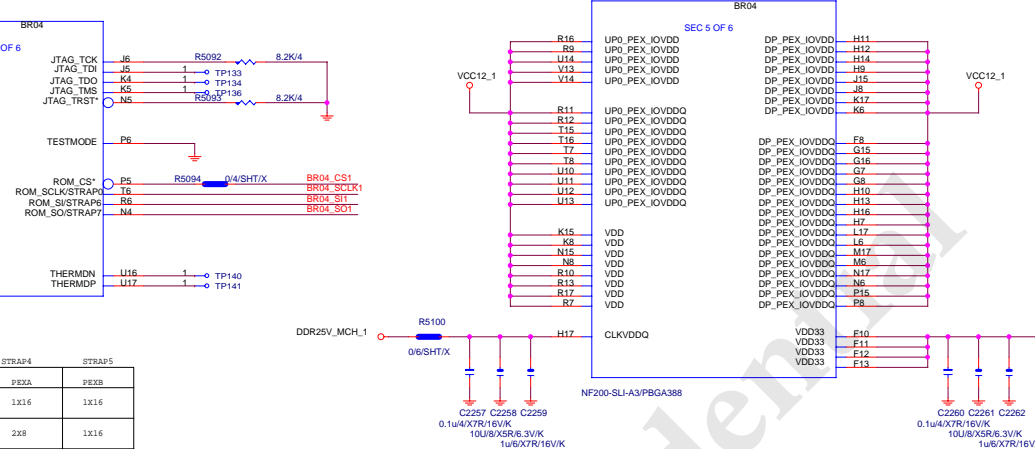 BR04
OF 6
JTAG_TCK J6 R5092 8.2K/4
JTAG_TDI J5 1 TP133
JTAG_TDO K4 1 TP134
JTAG_TMS K5 1 TP136
JTAG_TRST* N5 R5093 8.2K/4
TESTMODE P6
ROM_CS* P5 R5094 0/4/SHT/X BR04_CS1
ROM_SCLK/STRAP0 T6 BR04_SCLK1
ROM_SI/STRAP6 R6 BR04_SI1
ROM_SO/STRAP7 N4 BR04_SO1
THERMDN U16 1 TP140
THERMDP U17 1 TP141
STRAP4 STRAP5
PEXA PEXB
1X16 1X16
2X8 1X16
BR04
SEC 5 OF 6
VCC12_1
R16 UP0_PEX_IOVDD
R9 UP0_PEX_IOVDD
U14 UP0_PEX_IOVDD
V13 UP0_PEX_IOVDD
V14 UP0_PEX_IOVDD
R11 UP0_PEX_IOVDDQ
R12 UP0_PEX_IOVDDQ
T15 UP0_PEX_IOVDDQ
T16 UP0_PEX_IOVDDQ
T7 UP0_PEX_IOVDDQ
T8 UP0_PEX_IOVDDQ
U10 UP0_PEX_IOVDDQ
U11 UP0_PEX_IOVDDQ
U12 UP0_PEX_IOVDDQ
U13 UP0_PEX_IOVDDQ
K15 VDD
K8 VDD
N15 VDD
N8 VDD
R10 VDD
R13 VDD
R17 VDD
R7 VDD
DDR25V_MCH_1 R5100 H17 CLKVDDQ
0/6/SHT/X
DP_PEX_IOVDD H11
DP_PEX_IOVDD H12
DP_PEX_IOVDD H14
DP_PEX_IOVDD H9
DP_PEX_IOVDD J15
DP_PEX_IOVDD J8
DP_PEX_IOVDD K17
DP_PEX_IOVDD K6
VCC12_1
DP_PEX_IOVDDQ F8
DP_PEX_IOVDDQ G15
DP_PEX_IOVDDQ G16
DP_PEX_IOVDDQ G7
DP_PEX_IOVDDQ G8
DP_PEX_IOVDDQ H10
DP_PEX_IOVDDQ H13
DP_PEX_IOVDDQ H16
DP_PEX_IOVDDQ H7
DP_PEX_IOVDDQ L17
DP_PEX_IOVDDQ L6
DP_PEX_IOVDDQ M17
DP_PEX_IOVDDQ M6
DP_PEX_IOVDDQ N17
DP_PEX_IOVDDQ N6
DP_PEX_IOVDDQ P15
DP_PEX_IOVDDQ P8
VDD33 F10
VDD33 F11
VDD33 F12
VDD33 F13
NF200-SLI-A3/PBGA388
C2257 C2258 C2259
0.1u/4/X7R/16V/K
10U/8/X5R/6.3V/K
1u/6/X7R/16V/K
C2260 C2261 C2262
0.1u/4/X7R/16V/K
10U/8/X5R/6.3V/K
1u/6/X7R/16V
dential